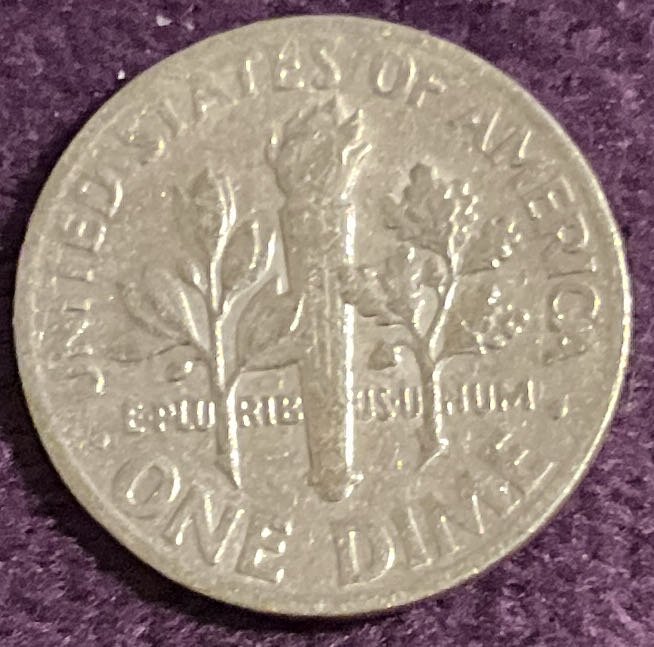 UNITED STATES OF AMERICA
E PLURIBUS UNUM
ONE DIME